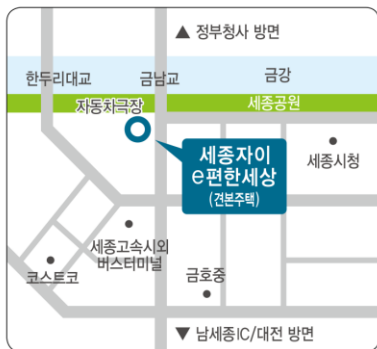 ▲ 정부청사 방면
한두리대교
금남교
금강
자동차극장
세종공원
세종자이
e편한세상
(견본주택)
세종시청
세종고속시외
버스터미널
코스트코
금호중
▼ 남세종IC/대전 방면